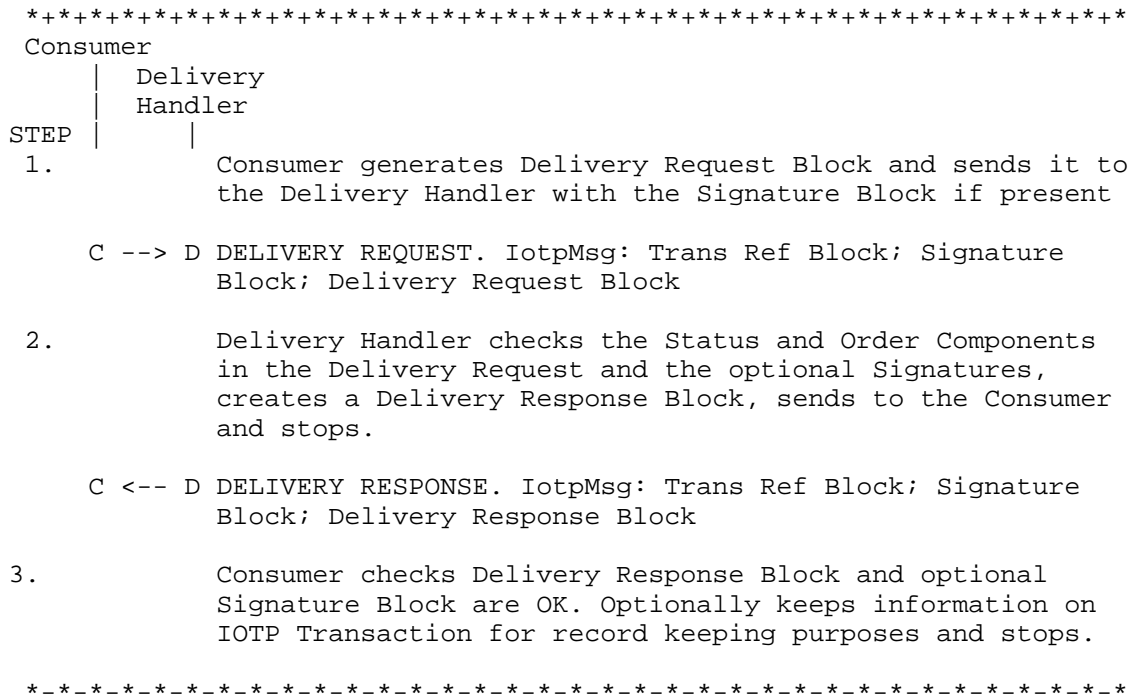 *+*+*+*+*+*+*+*+*+*+*+*+*+*+*+*+*+*+*+*+*+*+*+*+*+*+*+*+*+*+*+*+*+*+*
Consumer
| Delivery
| Handler
STEP | |
1. Consumer generates Delivery Request Block and sends it to
the Delivery Handler with the Signature Block if present
C --> D DELIVERY REQUEST. IotpMsg: Trans Ref Block; Signature
Block; Delivery Request Block
2. Delivery Handler checks the Status and Order Components
in the Delivery Request and the optional Signatures,
creates a Delivery Response Block, sends to the Consumer
and stops.
C <-- D DELIVERY RESPONSE. IotpMsg: Trans Ref Block; Signature
Block; Delivery Response Block
3. Consumer checks Delivery Response Block and optional
Signature Block are OK. Optionally keeps information on
IOTP Transaction for record keeping purposes and stops.
*-*-*-*-*-*-*-*-*-*-*-*-*-*-*-*-*-*-*-*-*-*-*-*-*-*-*-*-*-*-*-*-*-*-*